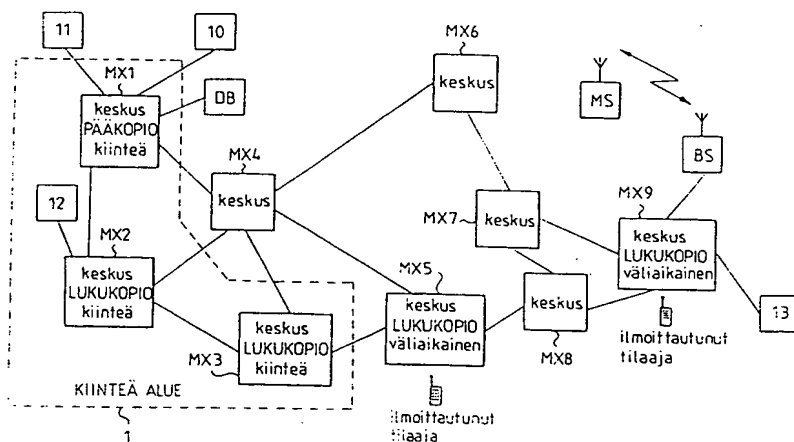 11
10
MX1
keskus
PÄÄKOPIO
kiinteä
DB
MX6
keskus
MS
BS
MX4
keskus
12
MX2
keskus
LUKUKOPIO
kiinteä
MX7
keskus
MX9
keskus
LUKUKOPIO
väliaikainen
MX5
keskus
LUKUKOPIO
väliaikainen
keskus
MX8
13
MX3
keskus
LUKUKOPIO
kiinteä
ilmoittautunut
tilaaja
KIINTEÄ ALUE
1
ilmoittautunut
tilaaja